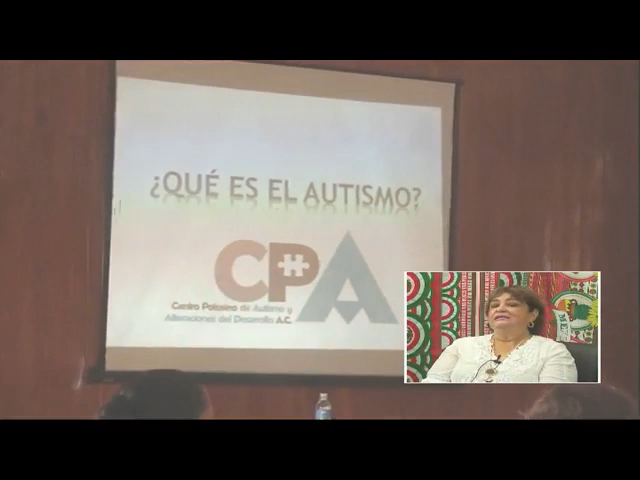 ¿QUÉ ES EL AUTISMO?
CPA
Centro Potosino de Autismo y
Alteraciones del Desarrollo A.C.